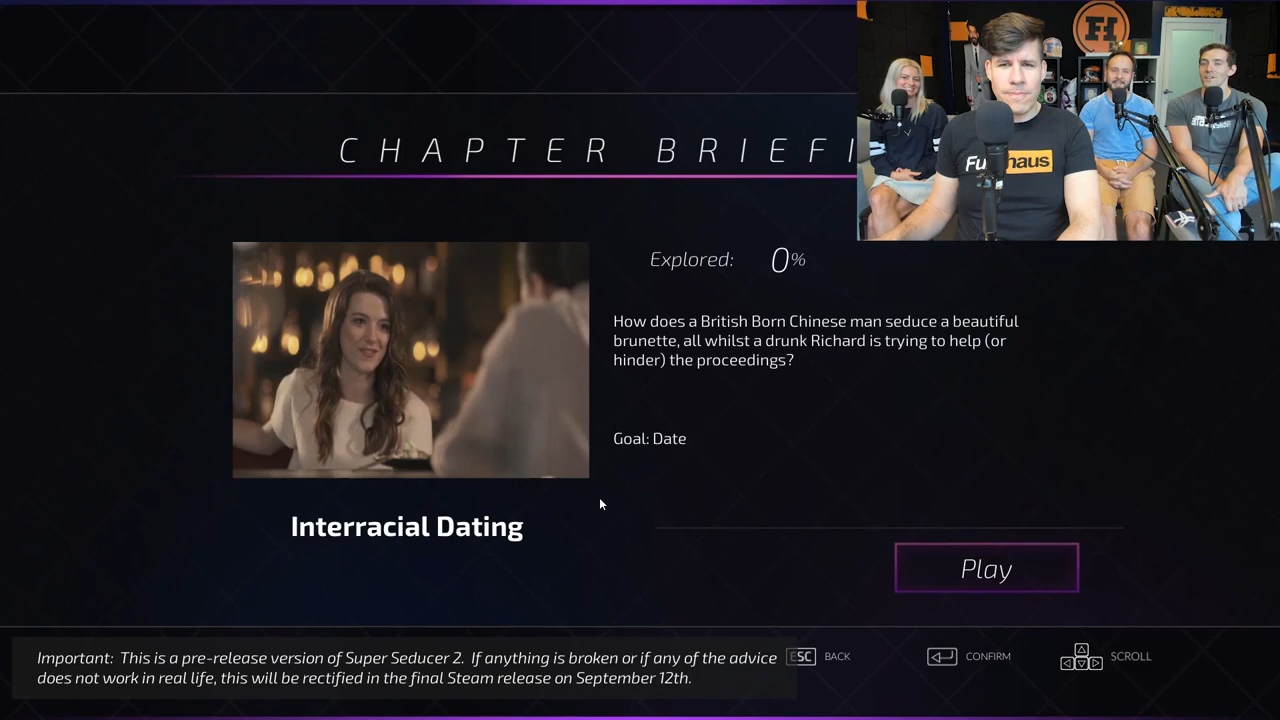 CHAPTER BRIEFI
Fu haus
Explored: 0%
How does a British Born Chinese man seduce a beautiful
brunette, all whilst a drunk Richard is trying to help (or
hinder) the proceedings?
Goal: Date
Interracial Dating
Play
Important: This is a pre-release version of Super Seducer 2. If anything is broken or if any of the advice
does not work in real life, this will be rectified in the final Steam release on September 12th.
ESC BACK
CONFIRM
SCROLL